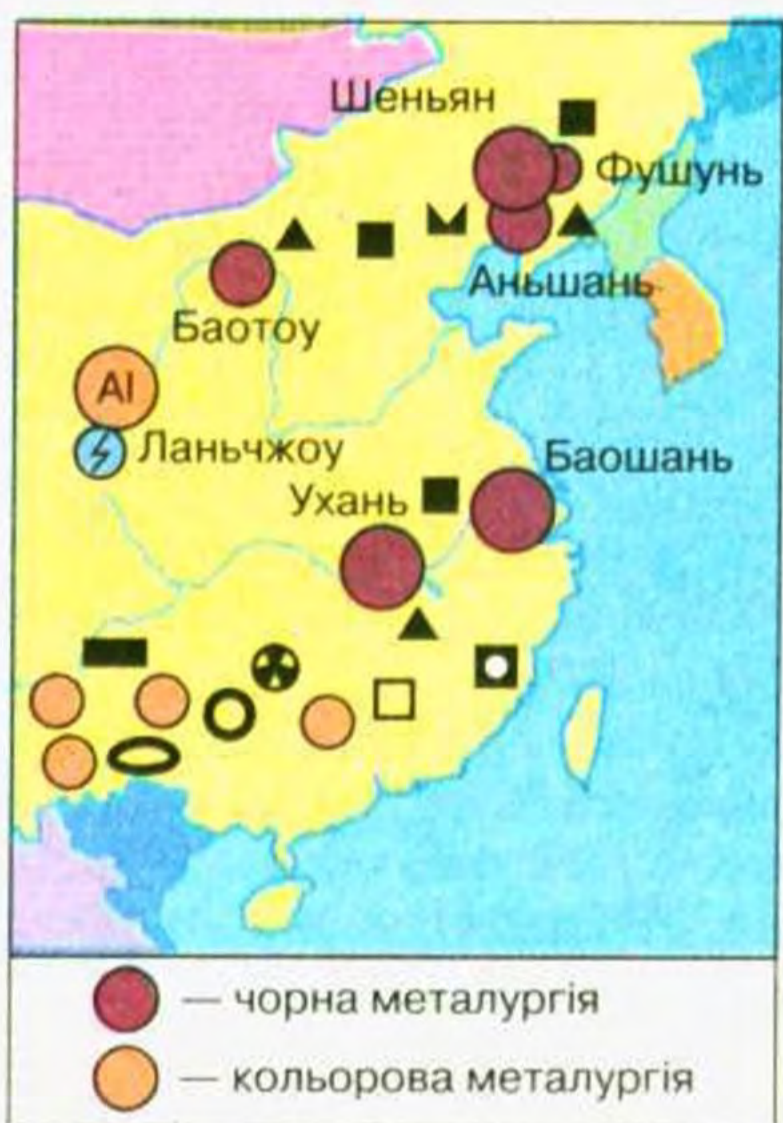 Шеньян
Фушунь
Аньшань
Баотоу
Al
Ланьчжоу
Баошань
Ухань
— чорна металургія
— кольорова металургія